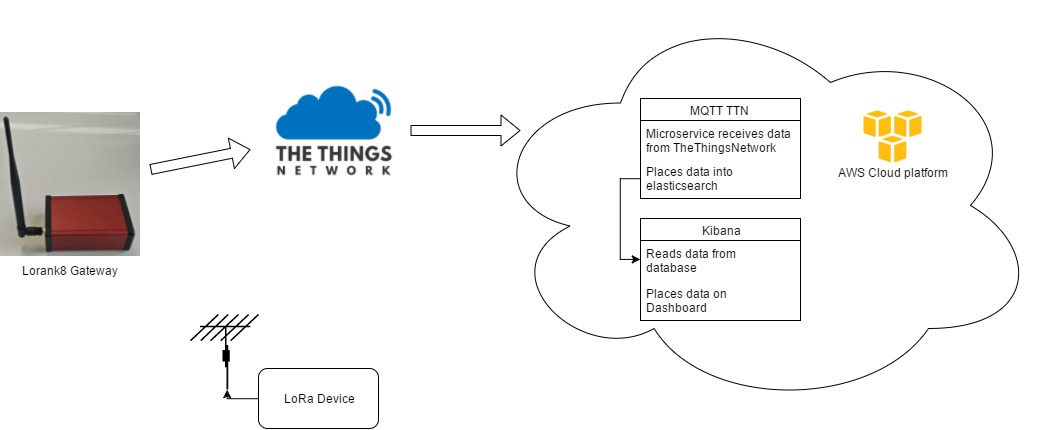 Lorank8 Gateway
THE THINGS
NETWORK
MQTT TTN
Microservice receives data
from TheThingsNetwork
Places data into
elasticsearch
Kibana
Reads data from
database
Places data on
Dashboard
AWS Cloud platform
LoRa Device